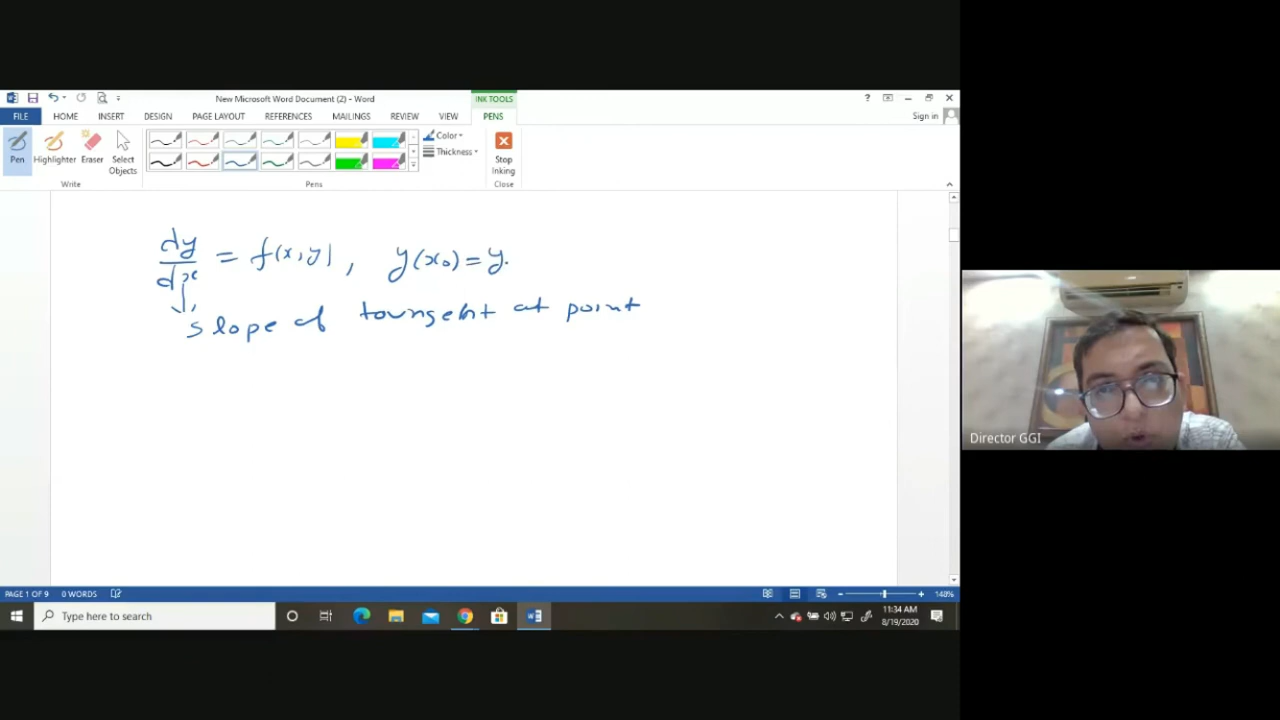 New Microsoft Word Document (2) - Word
INK TOOLS
?
FILE HOME INSERT DESIGN PAGE LAYOUT REFERENCES MAILINGS REVIEW VIEW PENS
Sign in
Pen Highlighter Eraser Select Objects
Color
Thickness
Stop Inking
Write Pens Close
dy/dx = f(x,y), y(x₀) = y.
slope of toungent at point
Director GGI
PAGE 1 OF 9 0 WORDS 148%
Type here to search
11:34 AM
8/19/2020